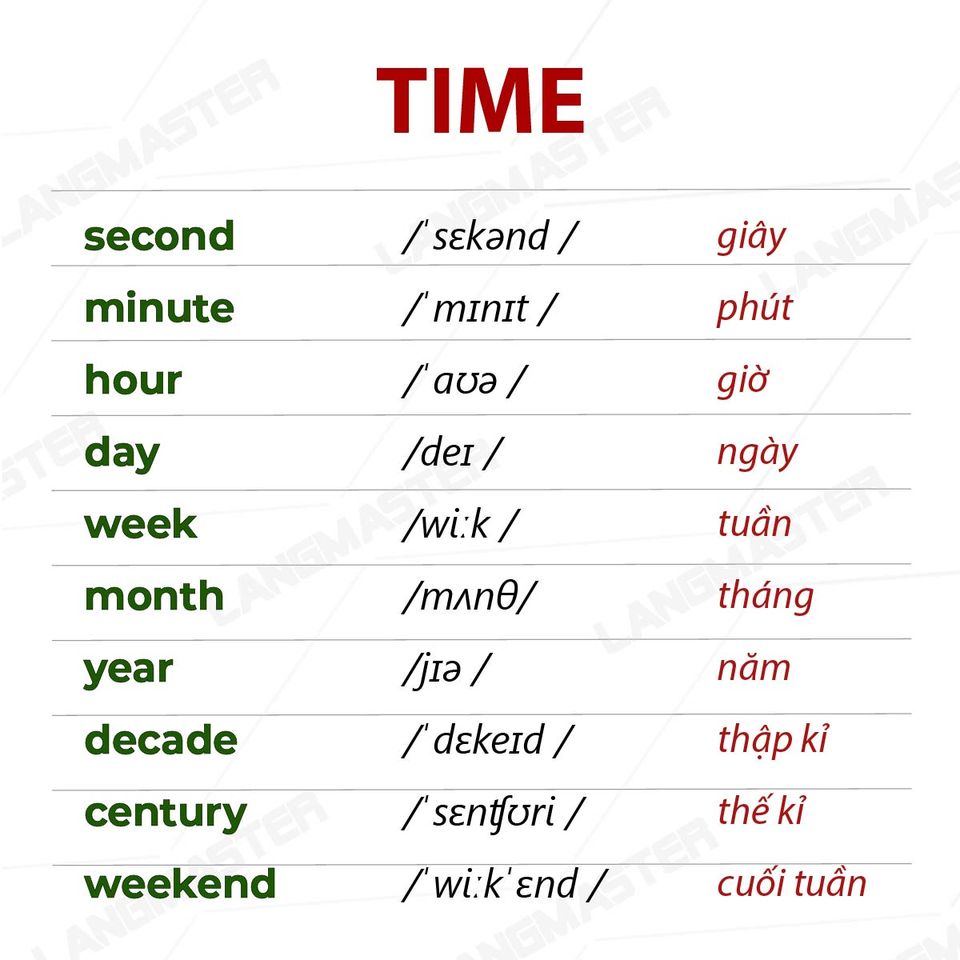 TIME
second /ˈsɛkənd / giây
minute /ˈmɪnɪt / phút
hour /ˈaʊə / giờ
day /deɪ / ngày
week /wiːk / tuần
month /mʌnθ/ tháng
year /jɪə / năm
decade /ˈdɛkeɪd / thập kỉ
century /ˈsɛnʧʊri / thế kỉ
weekend /ˈwiːkˈɛnd / cuối tuần
LANGMASTER